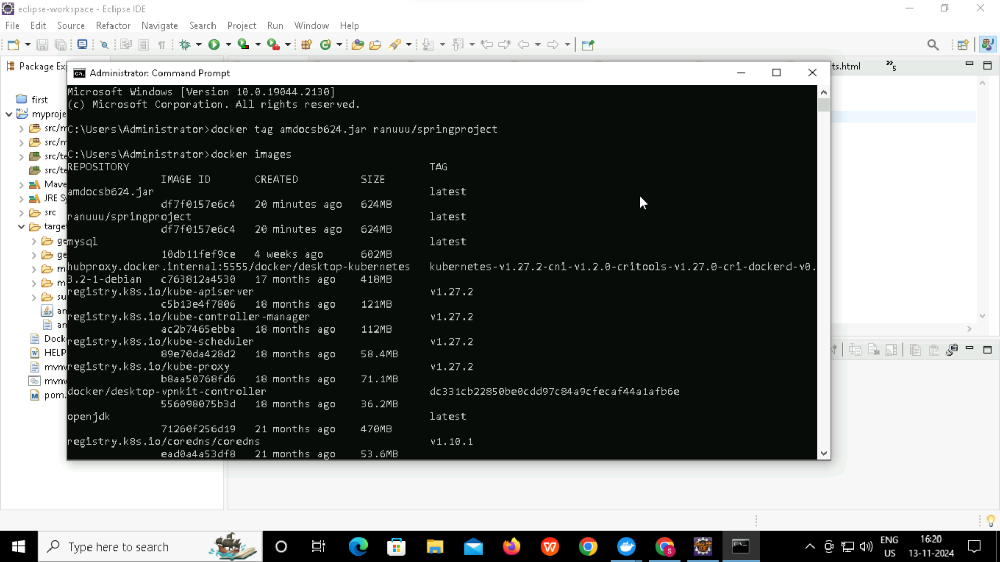 eclipse-workspace - Eclipse IDE
File Edit Source Refactor Navigate Search Project Run Window Help
Package Ex
ts.html
5
Administrator: Command Prompt
first
myproje
src/m
src/m
src/te
src/te
Mave
JRE Sy
src
target
ge
ge
m
m
su
am
am
Dock
HELP
mvnw
mvnw
pom.
Microsoft Windows [Version 10.0.19044.2130]
(c) Microsoft Corporation. All rights reserved.
C:\Users\Administrator>docker tag amdocsb624.jar ranuuu/springproject
C:\Users\Administrator>docker images
REPOSITORY TAG
IMAGE ID CREATED SIZE
amdocsb624.jar latest
df7f0157e6c4 20 minutes ago 624MB
ranuuu/springproject latest
df7f0157e6c4 20 minutes ago 624MB
mysql latest
10db11fef9ce 4 weeks ago 602MB
hubproxy.docker.internal:5555/docker/desktop-kubernetes kubernetes-v1.27.2-cni-v1.2.0-critools-v1.27.0-cri-dockerd-v0.
3.2-1-debian c763812a4530 17 months ago 418MB
registry.k8s.io/kube-apiserver v1.27.2
c5b13e4f7806 18 months ago 121MB
registry.k8s.io/kube-controller-manager v1.27.2
ac2b7465ebba 18 months ago 112MB
registry.k8s.io/kube-scheduler v1.27.2
89e70da428d2 18 months ago 58.4MB
registry.k8s.io/kube-proxy v1.27.2
b8aa50768fd6 18 months ago 71.1MB
docker/desktop-vpnkit-controller dc331cb22850be0cdd97c84a9cfecaf44a1afb6e
556098075b3d 18 months ago 36.2MB
openjdk latest
71260f256d19 21 months ago 470MB
registry.k8s.io/coredns/coredns v1.10.1
ead0a4a53df8 21 months ago 53.6MB
Type here to search
ENG
US
16:20
13-11-2024